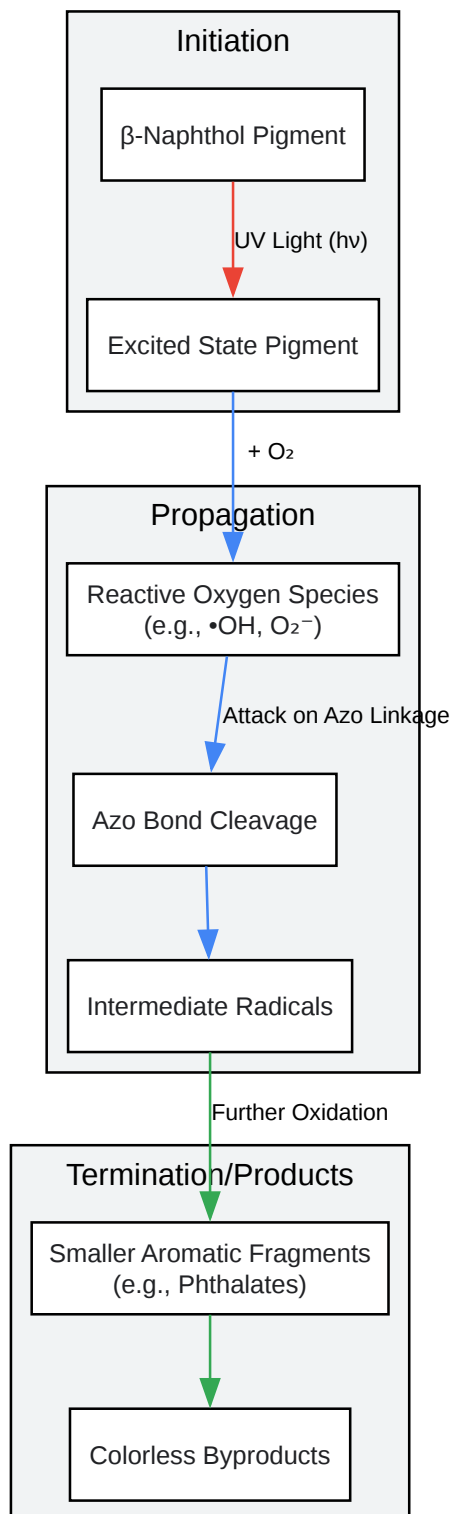 Initiation
β-Naphthol Pigment
UV Light (hν)
Excited State Pigment
+ O₂
Propagation
Reactive Oxygen Species
(e.g., •OH, O₂⁻)
Attack on Azo Linkage
Azo Bond Cleavage
Intermediate Radicals
Further Oxidation
Termination/Products
Smaller Aromatic Fragments
(e.g., Phthalates)
Colorless Byproducts